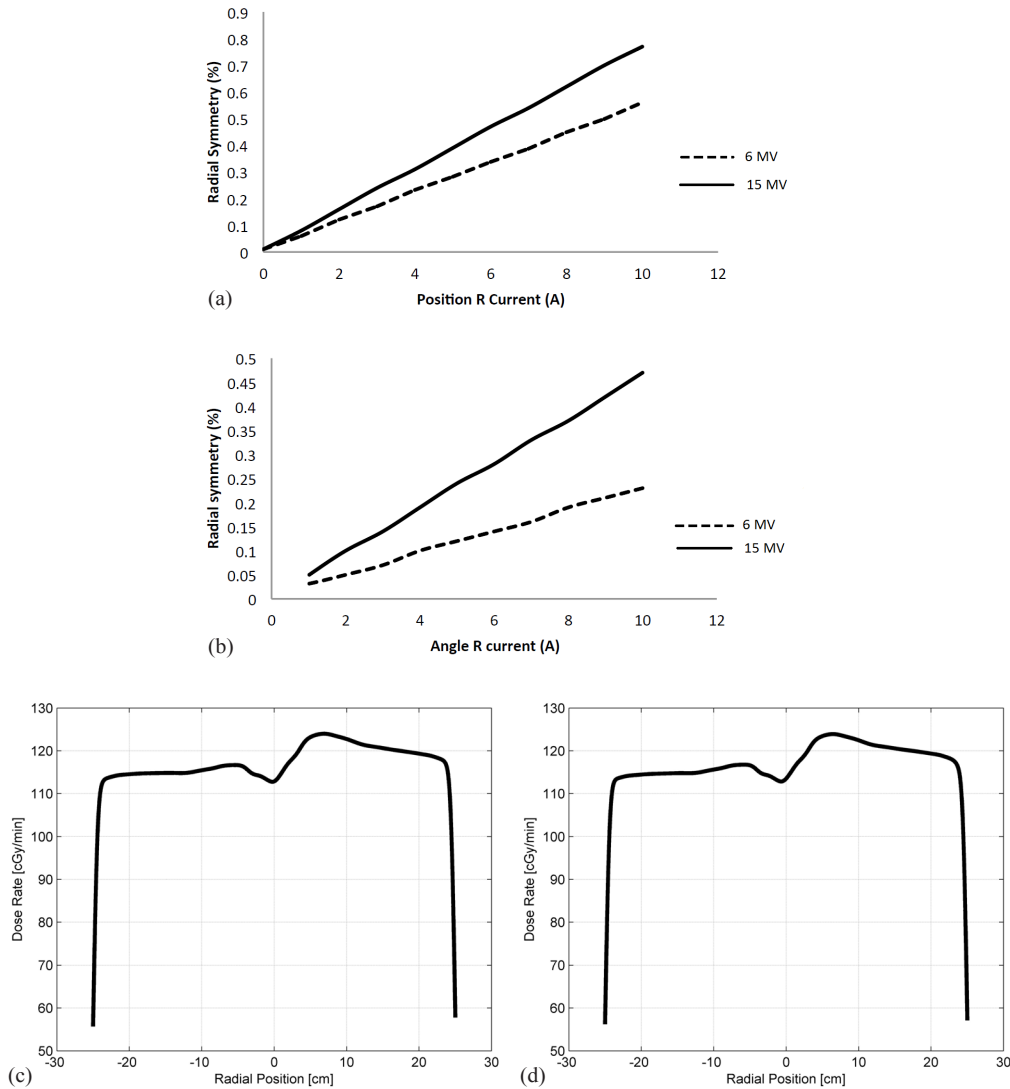 0.9
0.8
0.7
0.6
0.5
0.4
0.3
0.2
0.1
0
Radial Symmetry (%)
6 MV
15 MV
0 2 4 6 8 10 12
Position R Current (A)
(a)
0.5
0.45
0.4
0.35
0.3
0.25
0.2
0.15
0.1
0.05
0
Radial symmetry (%)
6 MV
15 MV
0 2 4 6 8 10 12
Angle R current (A)
(b)
130
120
110
100
90
80
70
60
50
Dose Rate [cGy/min]
-30 -20 -10 0 10 20 30
Radial Position [cm]
(c)
130
120
110
100
90
80
70
60
50
Dose Rate [cGy/min]
-30 -20 -10 0 10 20 30
Radial Position [cm]
(d)